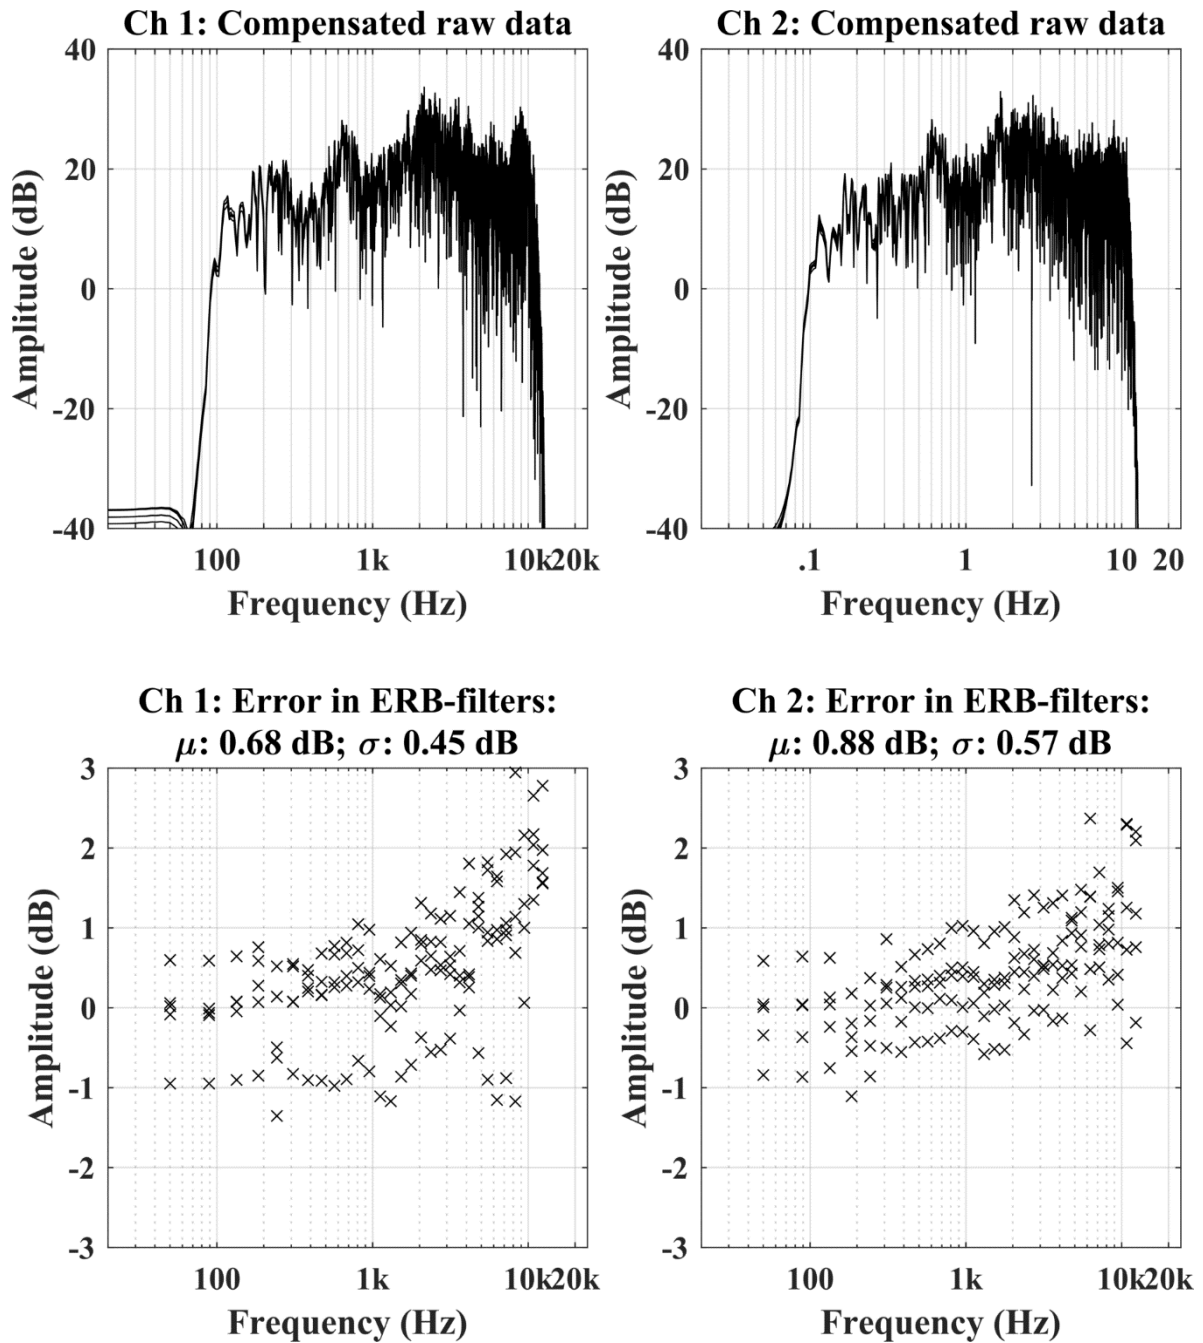 Ch 1: Compensated raw data
40
20
0
-20
-40
Amplitude (dB)
100 1k 10k20k
Frequency (Hz)
Ch 2: Compensated raw data
40
20
0
-20
-40
Amplitude (dB)
.1 1 10 20
Frequency (Hz)
Ch 1: Error in ERB-filters:
μ: 0.68 dB; σ: 0.45 dB
3
2
1
0
-1
-2
-3
Amplitude (dB)
100 1k 10k20k
Frequency (Hz)
Ch 2: Error in ERB-filters:
μ: 0.88 dB; σ: 0.57 dB
3
2
1
0
-1
-2
-3
Amplitude (dB)
100 1k 10k20k
Frequency (Hz)